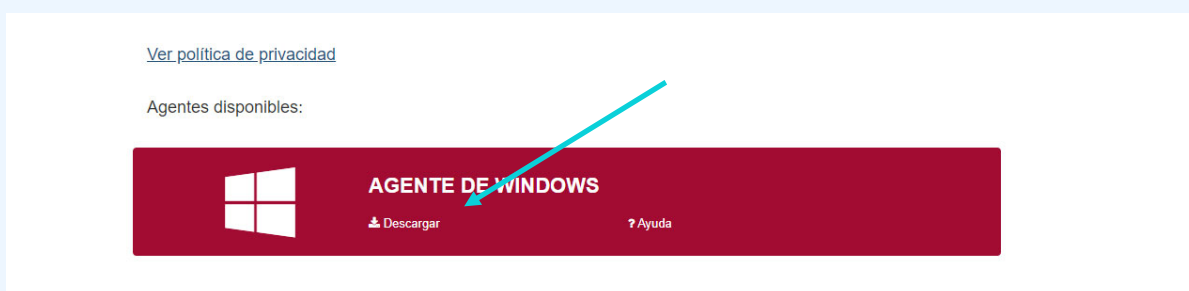 Ver política de privacidad
Agentes disponibles:
AGENTE DE WINDOWS
Descargar
? Ayuda